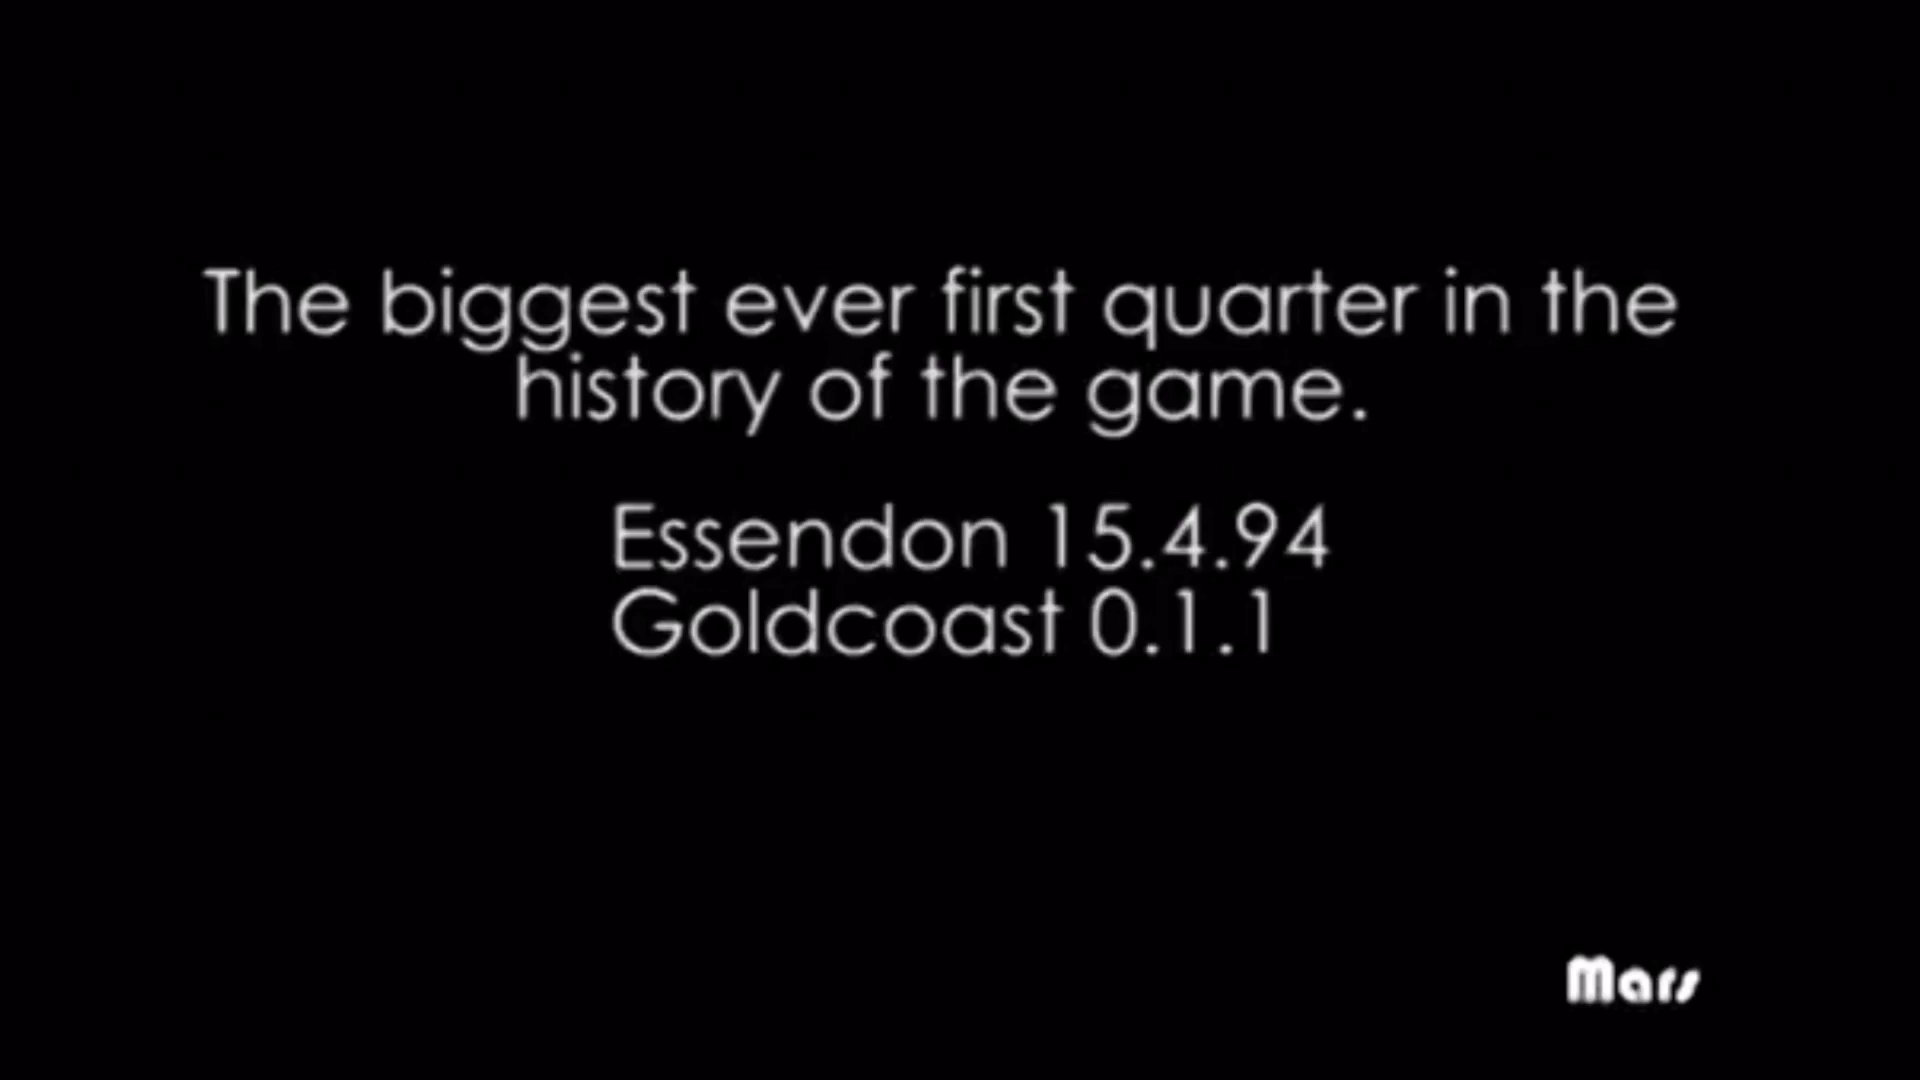 The biggest ever first quarter in the
history of the game.
Essendon 15.4.94
Goldcoast 0.1.1
Mars